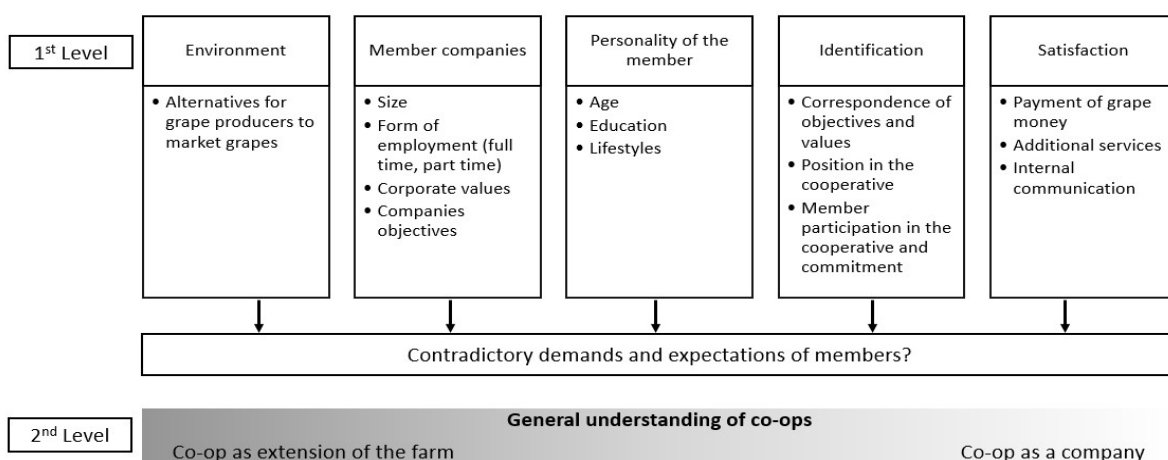 1st Level
Environment
• Alternatives for
grape producers to
market grapes
Member companies
• Size
• Form of
employment (full
time, part time)
• Corporate values
• Companies
objectives
Personality of the
member
• Age
• Education
• Lifestyles
Identification
• Correspondence of
objectives and
values
• Position in the
cooperative
• Member
participation in the
cooperative and
commitment
Satisfaction
• Payment of grape
money
• Additional services
• Internal
communication
Contradictory demands and expectations of members?
2nd Level
General understanding of co-ops
Co-op as extension of the farm
Co-op as a company